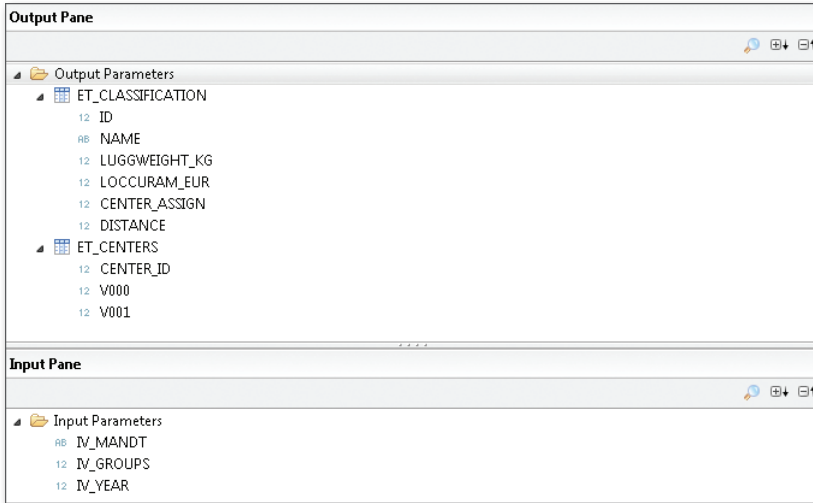 Output Pane
Output Parameters
ET_CLASSIFICATION
12 ID
AB NAME
12 LUGGWEIGHT_KG
12 LOCCURAM_EUR
12 CENTER_ASSIGN
12 DISTANCE
ET_CENTERS
12 CENTER_ID
12 V000
12 V001
Input Pane
Input Parameters
AB IV_MANDT
12 IV_GROUPS
12 IV_YEAR